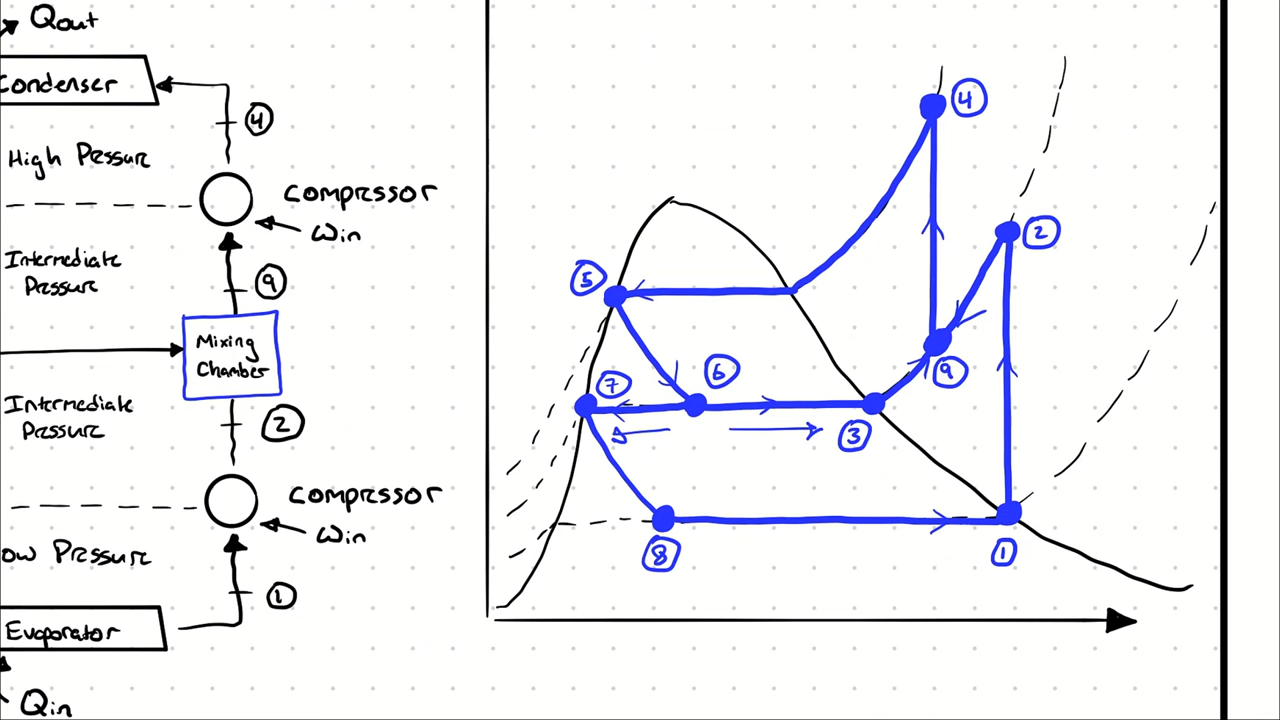 Qout
Condenser
4
High Pressure
Compressor
Win
Intermediate
Pressure
9
Mixing
Chamber
Intermediate
Pressure
2
Compressor
Win
ow Pressure
1
Evaporator
Qin
4
2
5
9
6
7
3
8
1